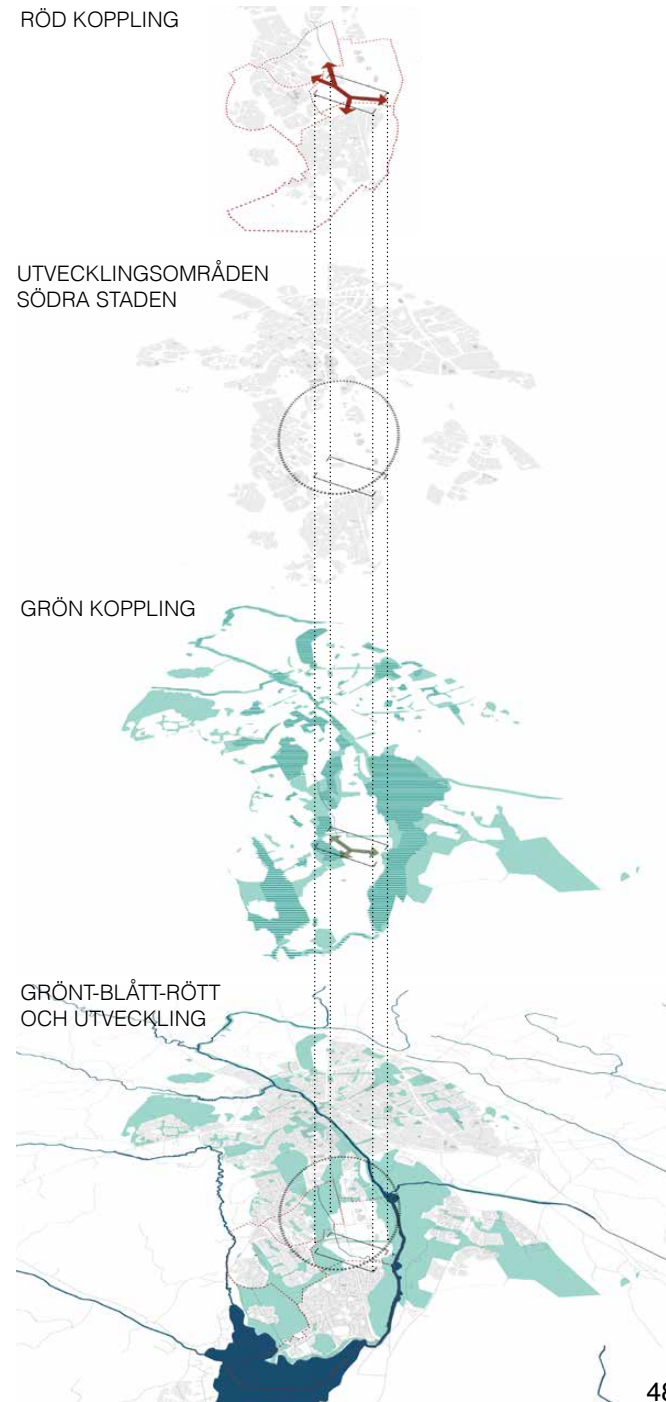 RÖD KOPPLING
UTVECKLINGSOMRÅDEN
SÖDRA STADEN
GRÖN KOPPLING
GRÖNT-BLÅTT-RÖTT
OCH UTVECKLING
48